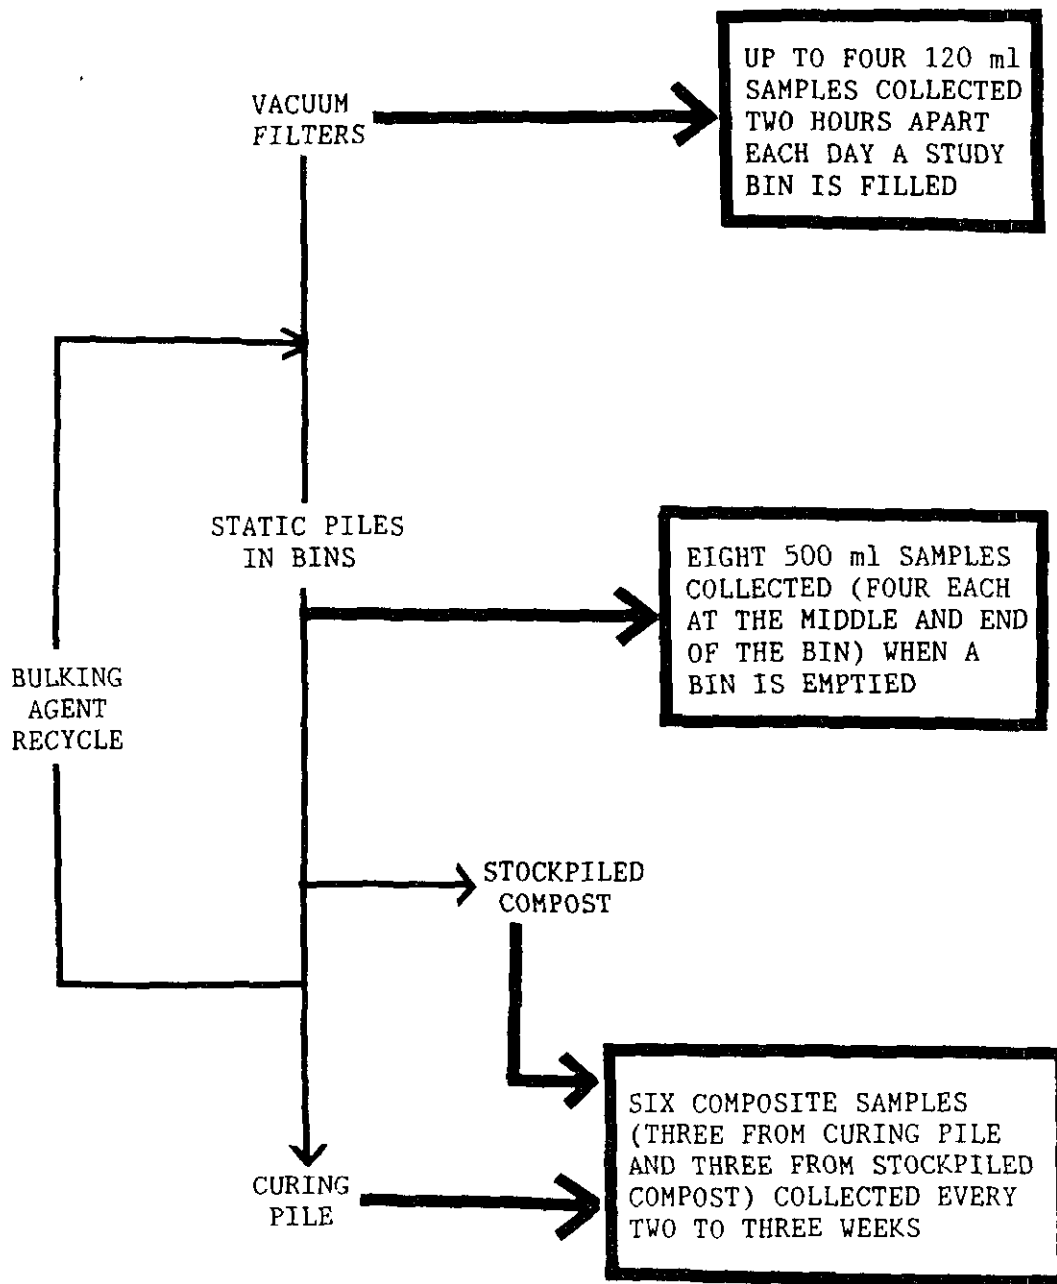 VACUUM
FILTERS
UP TO FOUR 120 ml
SAMPLES COLLECTED
TWO HOURS APART
EACH DAY A STUDY
BIN IS FILLED
STATIC PILES
IN BINS
EIGHT 500 ml SAMPLES
COLLECTED (FOUR EACH
AT THE MIDDLE AND END
OF THE BIN) WHEN A
BIN IS EMPTIED
BULKING
AGENT
RECYCLE
STOCKPILED
COMPOST
SIX COMPOSITE SAMPLES
(THREE FROM CURING PILE
AND THREE FROM STOCKPILED
COMPOST) COLLECTED EVERY
TWO TO THREE WEEKS
CURING
PILE